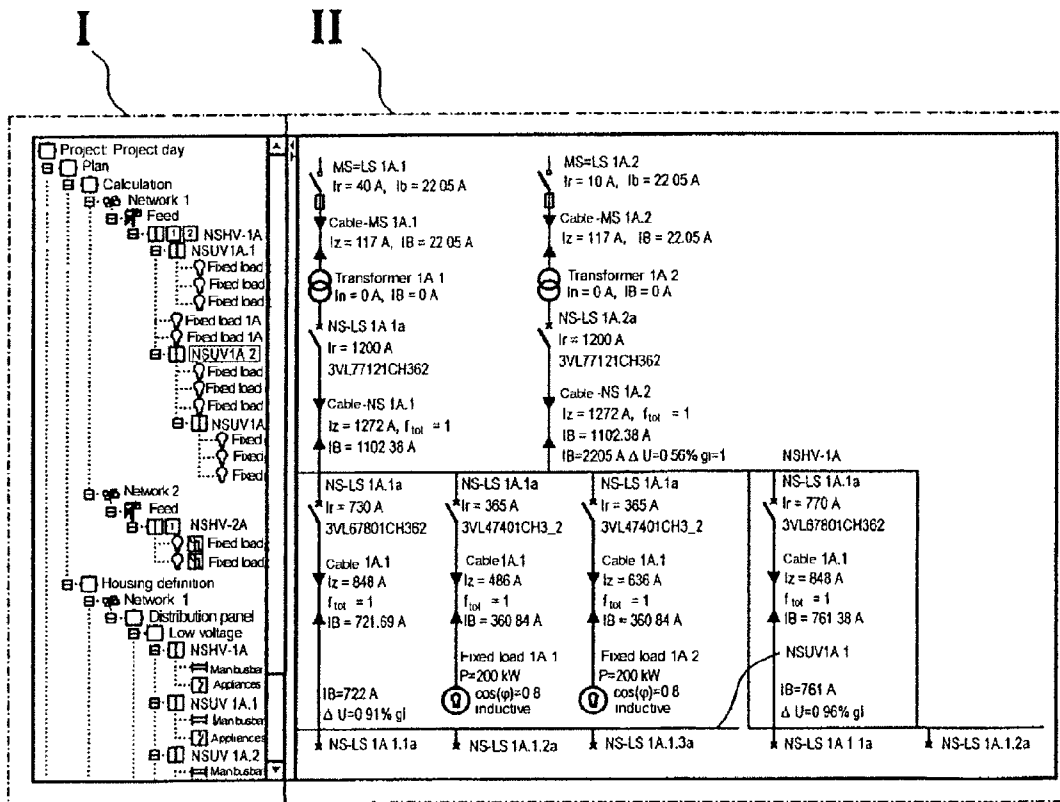 I
II
Project: Project day
Plan
Calculation
Network 1
Feed
1 2 NSHV-1A
NSUV1A.1
Fixed load
Fixed load
Fixed load
Fixed load 1A
Fixed load 1A
NSUV1A.2
Fixed load
Fixed load
Fixed load
NSUV1A
Fixed
Fixed
Fixed
Network 2
Feed
1 NSHV-2A
Fixed load
Fixed load
Housing definition
Network 1
Distribution panel
Low voltage
NSHV-1A
Manbusbar
Appliances
NSUV 1A.1
Manbusbar
Appliances
NSUV 1A.2
Manbusbar
MS=LS 1A.1
Ir = 40 A, Ib = 22 05 A
Cable-MS 1A.1
Iz = 117 A, IB = 22 05 A
Transformer 1A 1
In = 0 A, IB = 0 A
NS-LS 1A 1a
Ir = 1200 A
3VL77121CH362
Cable-NS 1A.1
Iz = 1272 A, ftot = 1
IB = 1102 38 A
MS=LS 1A.2
Ir = 10 A, Ib = 22 05 A
Cable-MS 1A.2
Iz = 117 A, IB = 22.05 A
Transformer 1A 2
In = 0 A, IB = 0 A
NS-LS 1A.2a
Ir = 1200 A
3VL77121CH362
Cable-NS 1A.2
Iz = 1272 A, ftot = 1
IB = 1102.38 A
IB=2205 A Δ U=0 56% gl=1
NSHV-1A
NS-LS 1A.1a
Ir = 730 A
3VL67801CH362
Cable 1A.1
Iz = 848 A
ftot = 1
IB = 721.69 A
IB=722 A
Δ U=0 91% gl
NS-LS 1A.1a
Ir = 365 A
3VL47401CH3_2
Cable1A.1
Iz = 486 A
ftot = 1
IB = 360 84 A
Fixed load 1A 1
P=200 kW
cos(φ)=0 8
inductive
NS-LS 1A.1a
Ir = 365 A
3VL47401CH3_2
Cable 1A.1
Iz = 636 A
ftot = 1
IB = 360 84 A
Fixed load 1A 2
P=200 kW
cos(φ)=0 8
inductive
NS-LS 1A.1a
Ir = 770 A
3VL67801CH362
Cable 1A.1
Iz = 848 A
ftot = 1
IB = 761 38 A
NSUV1A 1
IB=761 A
Δ U=0 96% gl
NS-LS 1A.1.1a
NS-LS 1A.1.2a
NS-LS 1A.1.3a
NS-LS 1A 1 1a
NS-LS 1A.1.2a